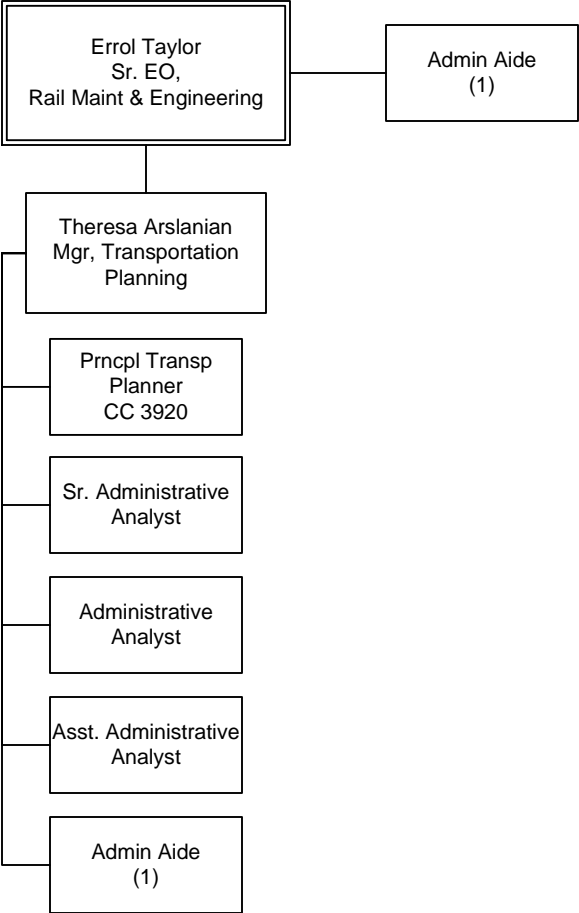 Errol Taylor
Sr. EO,
Rail Maint & Engineering
Admin Aide
(1)
Theresa Arslanian
Mgr, Transportation
Planning
Prncpl Transp
Planner
CC 3920
Sr. Administrative
Analyst
Administrative
Analyst
Asst. Administrative
Analyst
Admin Aide
(1)